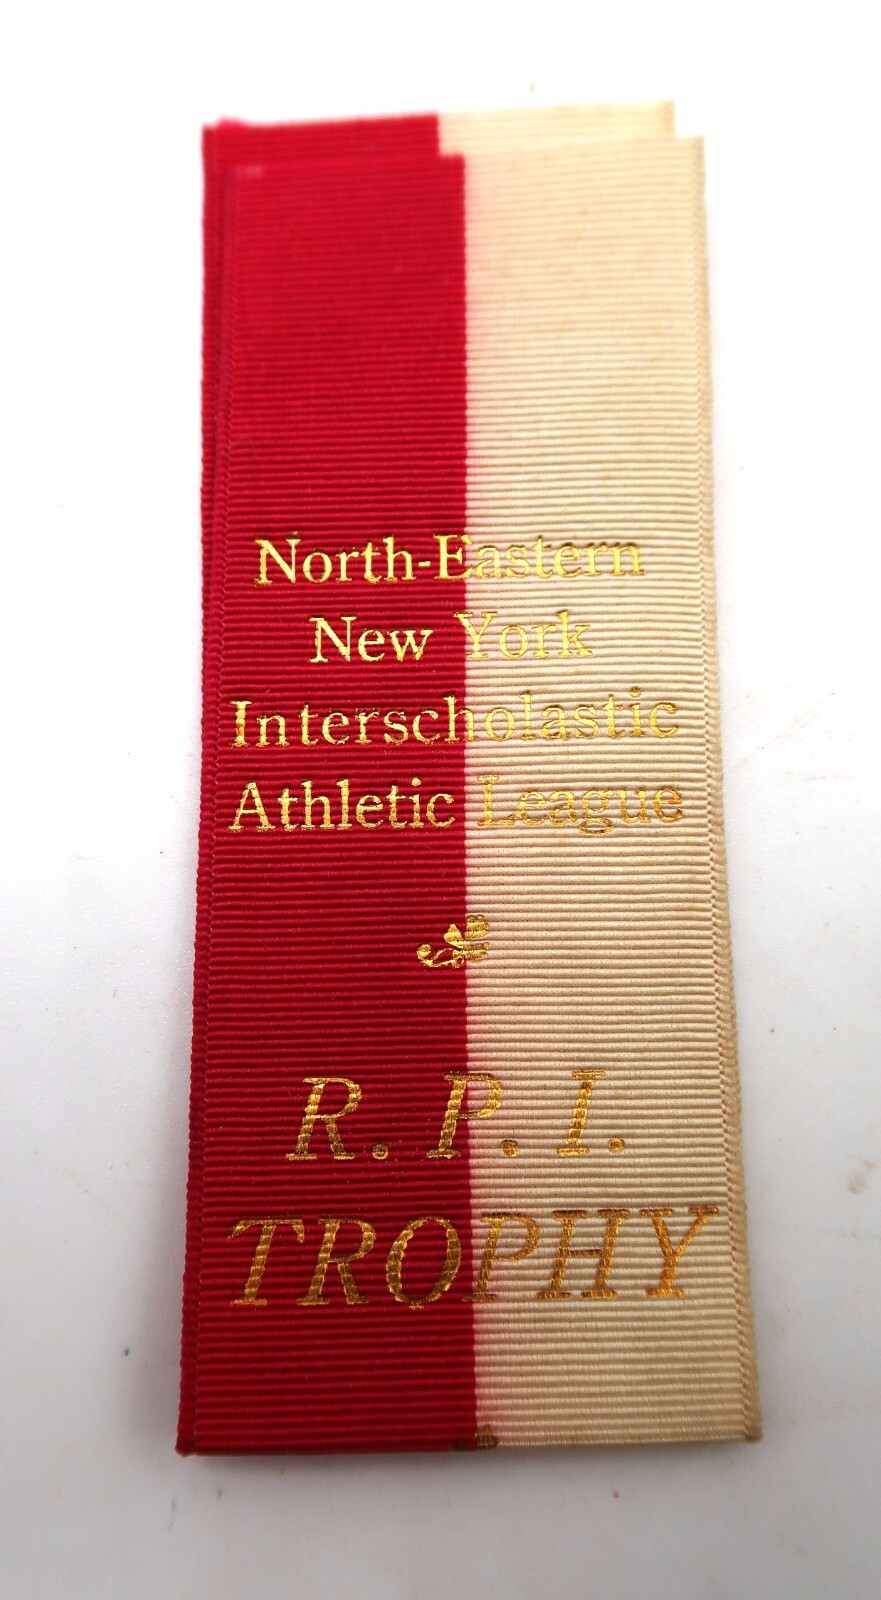 North-Eastern
New York
Interscholastic
Athletic League
R. P. I.
TROPHY